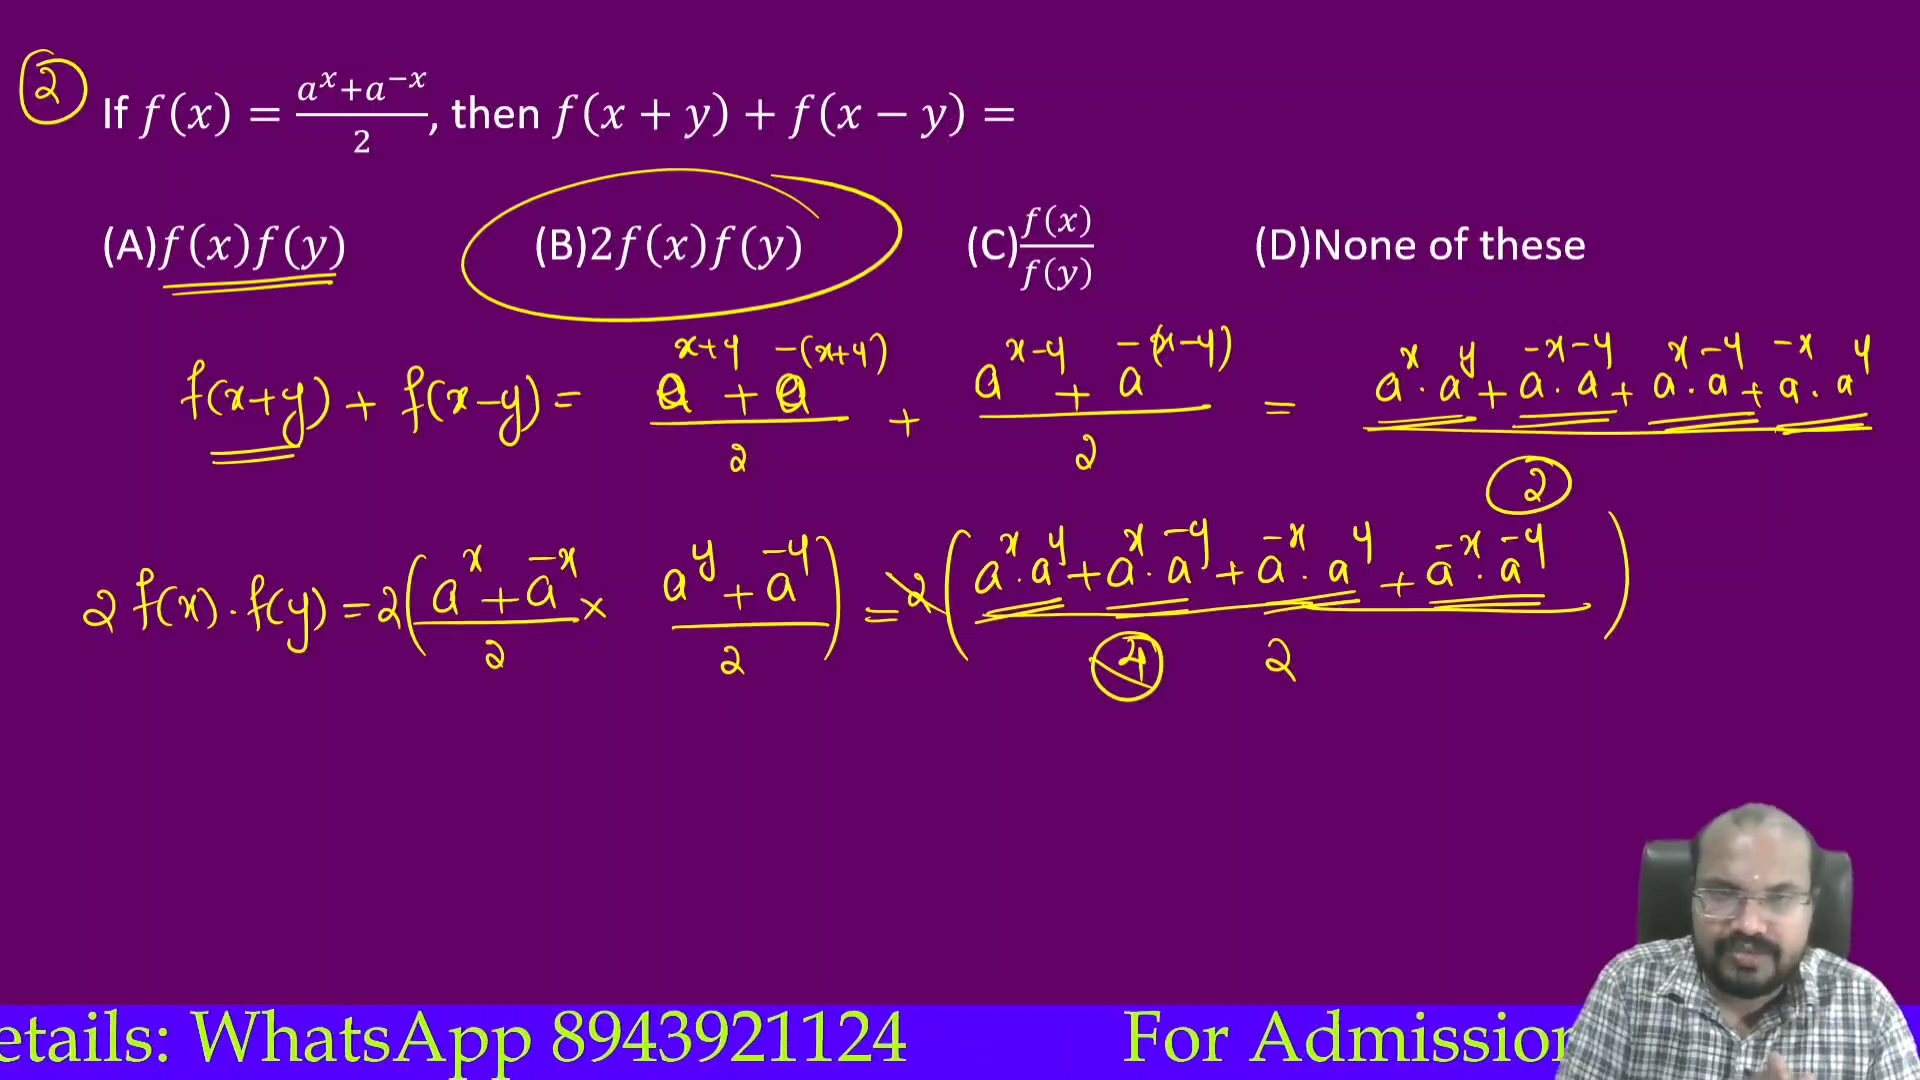 ② If f(x) = (a^x+a^−x)/2, then f(x + y) + f(x − y) =
(A)f(x)f(y) (B)2f(x)f(y) (C)f(x)/f(y) (D)None of these
f(x+y) + f(x−y) = (a^(x+y) + a^−(x+y))/2 + (a^(x−y) + a^−(x−y))/2 = (a^x·a^y + a^−x·a^−y + a^x·a^−y + a^−x·a^y)/2
2 f(x)·f(y) = 2((a^x + a^−x)/2 × (a^y + a^−y)/2) = 2((a^x·a^y + a^x·a^−y + a^−x·a^y + a^−x·a^−y)/4 2)
etails: WhatsApp 8943921124 For Admission